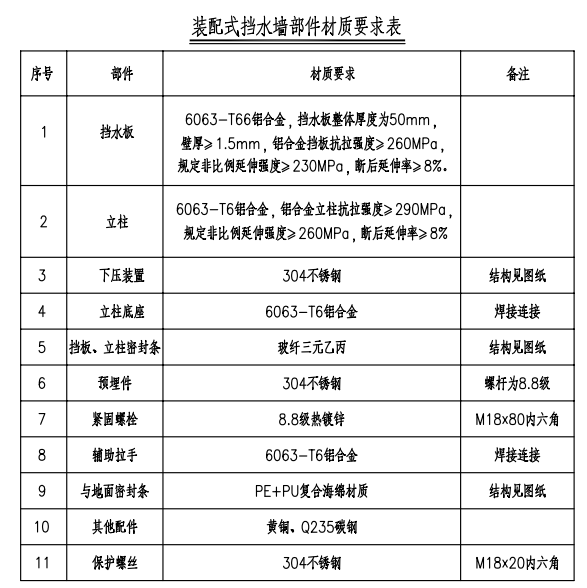 装配式挡水墙部件材质要求表
序号 部件 材质要求 备注
1 挡水板 6063-T66铝合金，挡水板整体厚度为50mm，
壁厚≥1.5mm，铝合金挡板抗拉强度≥260MPa，
规定非比例延伸强度≥230MPa，断后延伸率≥8%。
2 立柱 6063-T6铝合金，铝合金立柱抗拉强度≥290MPa，
规定非比例延伸强度≥260MPa，断后延伸率≥8%
3 下压装置 304不锈钢 结构见图纸
4 立柱底座 6063-T6铝合金 焊接连接
5 挡板、立柱密封条 玻纤三元乙丙 结构见图纸
6 预埋件 304不锈钢 螺杆为8.8级
7 紧固螺栓 8.8级热镀锌 M18x80内六角
8 辅助拉手 6063-T6铝合金 焊接连接
9 与地面密封条 PE+PU复合海绵材质 结构见图纸
10 其他配件 黄铜、Q235碳钢
11 保护螺丝 304不锈钢 M18x20内六角